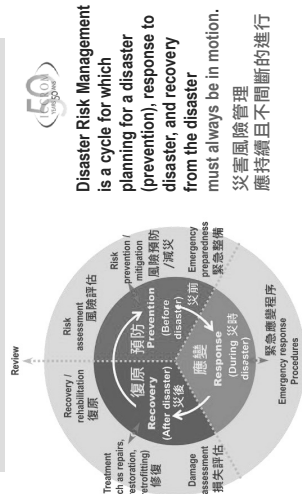 Disaster Risk Management
is a cycle for which
planning for a disaster
(prevention), response to
disaster, and recovery
from the disaster
must always be in motion.
災害風險管理
應持續且不間斷的進行
Review
Recovery /
rehabilitation
復原
Risk
assessment
風險評估
Risk
prevention /
mitigation
風險預防
/減災
Emergency
preparedness
緊急整備
緊急應變程序
Emergency response
Procedures
Damage
assessment
損失評估
Treatment
ch as repairs,
estoration,
etrofitting)
修復
復原
Recovery
(After disaster)
災後
預防
Prevention
(Before
disaster)
災前
應變
Response
(During 災時
disaster)